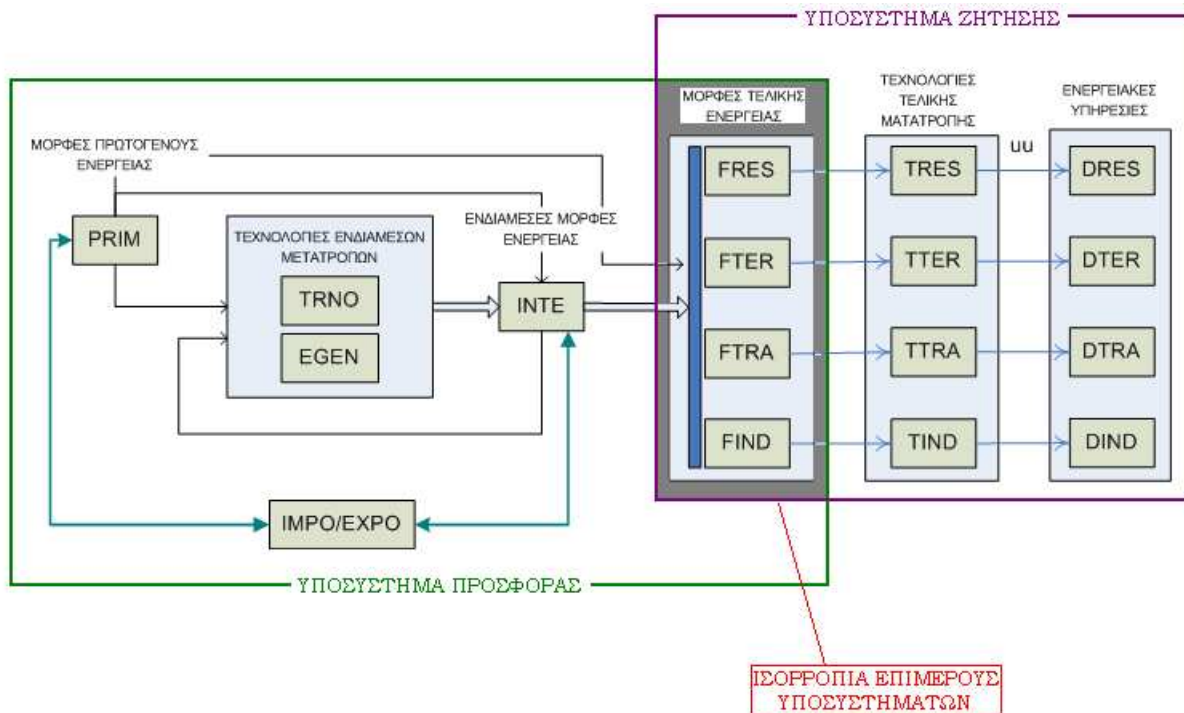 ΥΠΟΣΥΣΤΗΜΑ ΖΗΤΗΣΗΣ
ΜΟΡΦΕΣ ΤΕΛΙΚΗΣ
ΕΝΕΡΓΕΙΑΣ
ΤΕΧΝΟΛΟΓΙΕΣ
ΤΕΛΙΚΗΣ
ΜΑΤΑΤΡΟΠΗΣ
ΕΝΕΡΓΕΙΑΚΕΣ
ΥΠΗΡΕΣΙΕΣ
ΜΟΡΦΕΣ ΠΡΩΤΟΓΕΝΟΥΣ
ΕΝΕΡΓΕΙΑΣ
uu
FRES
TRES
DRES
PRIM
ΤΕΧΝΟΛΟΓΙΕΣ ΕΝΔΙΑΜΕΣΩΝ
ΜΕΤΑΤΡΟΠΩΝ
ΕΝΔΙΑΜΕΣΕΣ ΜΟΡΦΕΣ
ΕΝΕΡΓΕΙΑΣ
TRNO
EGEN
INTE
FTER
TTER
DTER
FTRA
TTRA
DTRA
FIND
TIND
DIND
IMPO/EXPO
ΥΠΟΣΥΣΤΗΜΑ ΠΡΟΣΦΟΡΑΣ
ΙΣΟΡΡΟΠΙΑ ΕΠΙΜΕΡΟΥΣ
ΥΠΟΣΥΣΤΗΜΑΤΩΝ